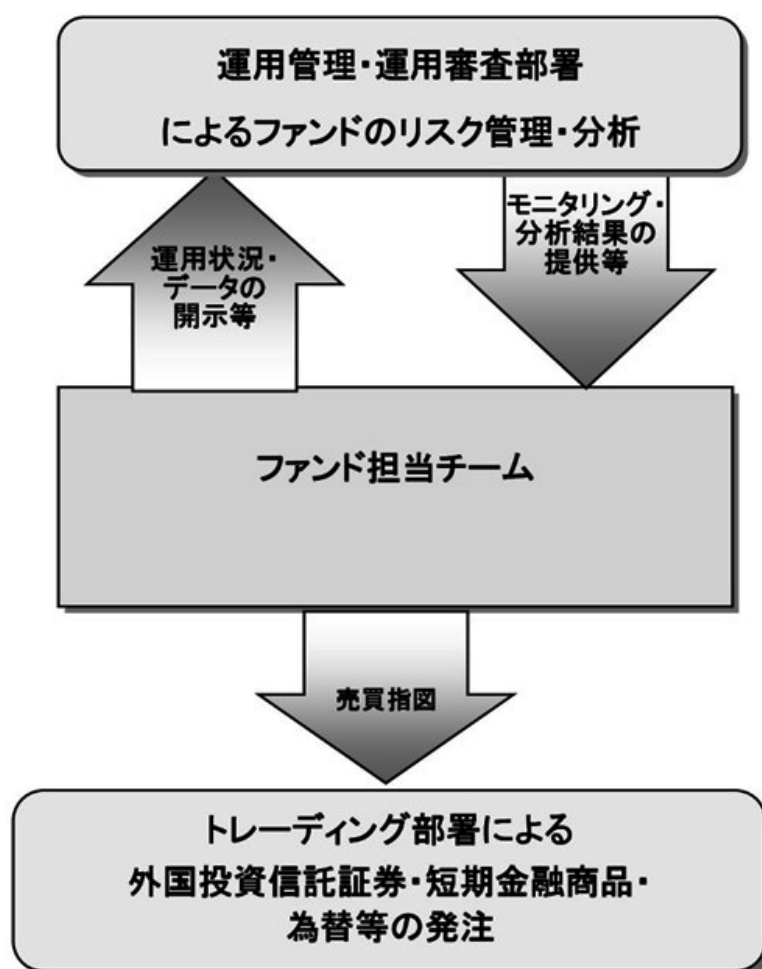 運用管理・運用審査部署
によるファンドのリスク管理・分析
運用状況・
データの
開示等
モニタリング・
分析結果の
提供等
ファンド担当チーム
売買指図
トレーディング部署による
外国投資信託証券・短期金融商品・
為替等の発注